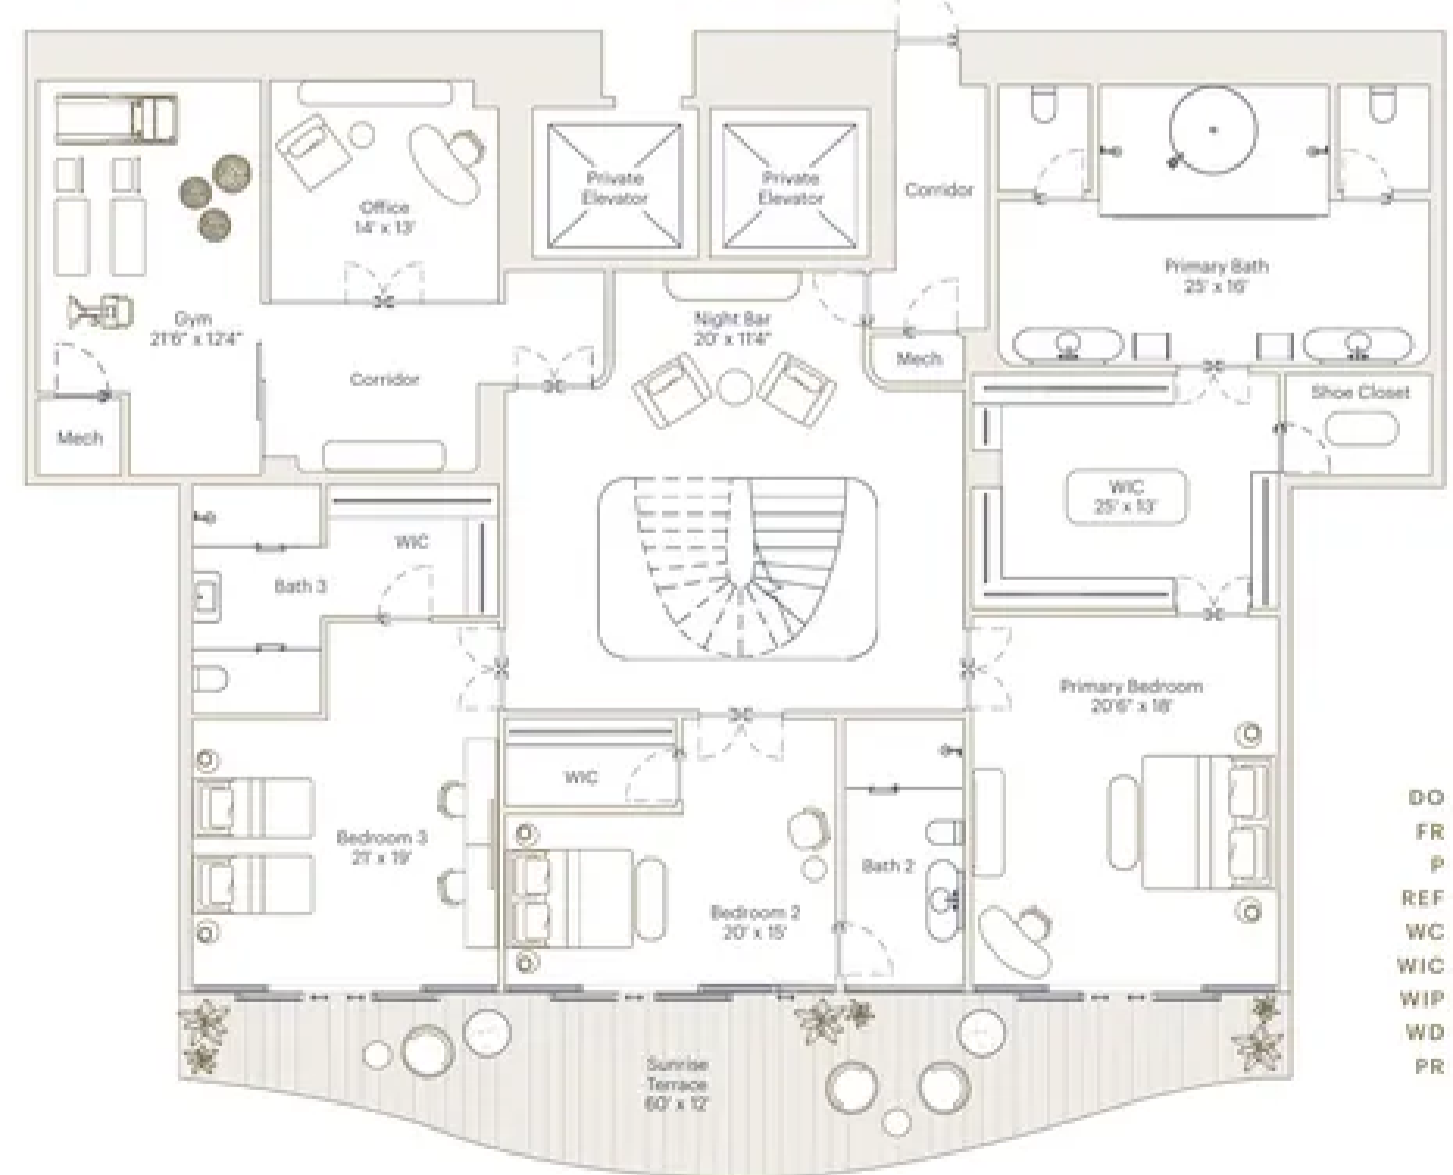 Office
14' x 13'
Private
Elevator
Private
Elevator
Corridor
Primary Bath
25' x 16'
Gym
21'6" x 12'4"
Night Bar
20' x 11'4"
Mech
Corridor
Shoe Closet
Mech
WIC
25' x 13'
WIC
Bath 3
Primary Bedroom
20'6" x 18'
WIC
Bedroom 3
21' x 19'
Bath 2
Bedroom 2
20' x 15'
Sunrise
Terrace
60' x 12'
DO
FR
P
REF
WC
WIC
WIP
WD
PR